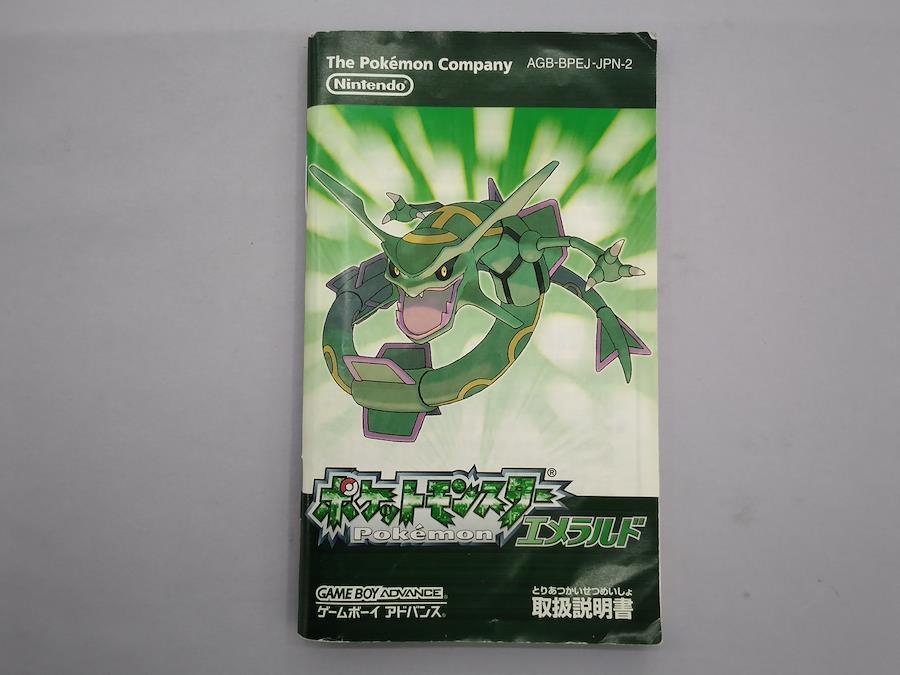 The Pokémon Company AGB-BPEJ-JPN-2
Nintendo®
ポケットモンスター®
Pokémon エメラルド
GAME BOY ADVANCE
ゲームボーイ アドバンス®
とりあつかいせつめいしょ
取扱説明書